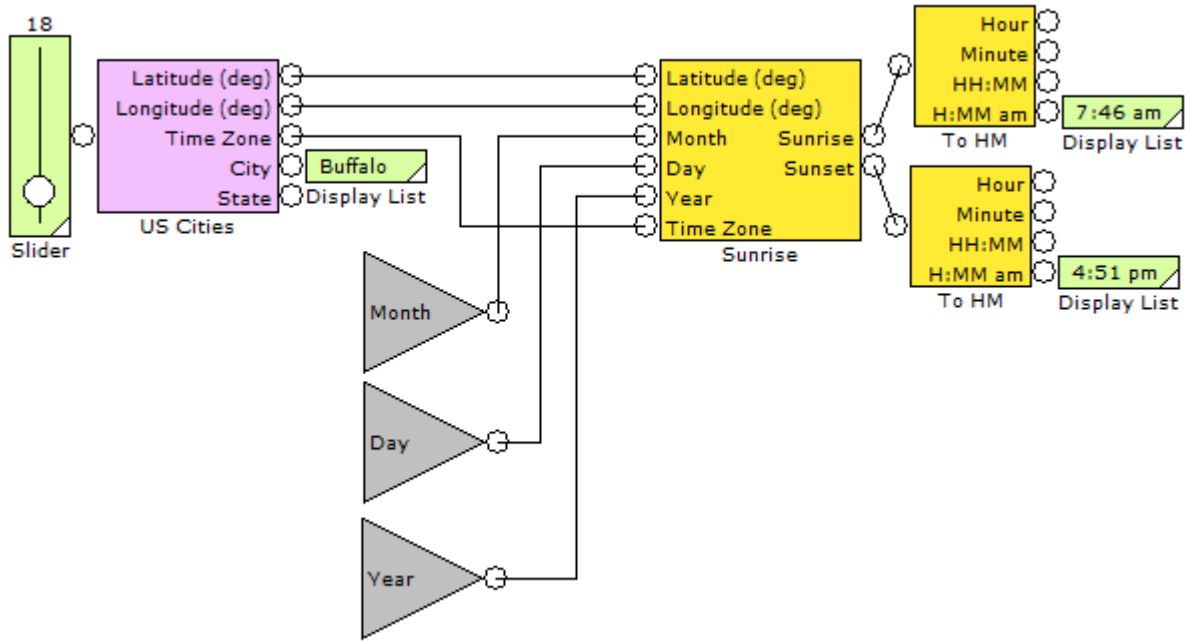 18
Slider
Latitude (deg)
Longitude (deg)
Time Zone
City
State
US Cities
Buffalo
Display List
Month
Day
Year
Latitude (deg)
Longitude (deg)
Month Sunrise
Day Sunset
Year
Time Zone
Sunrise
Hour
Minute
HH:MM
H:MM am
To HM
7:46 am
Display List
Hour
Minute
HH:MM
H:MM am
To HM
4:51 pm
Display List